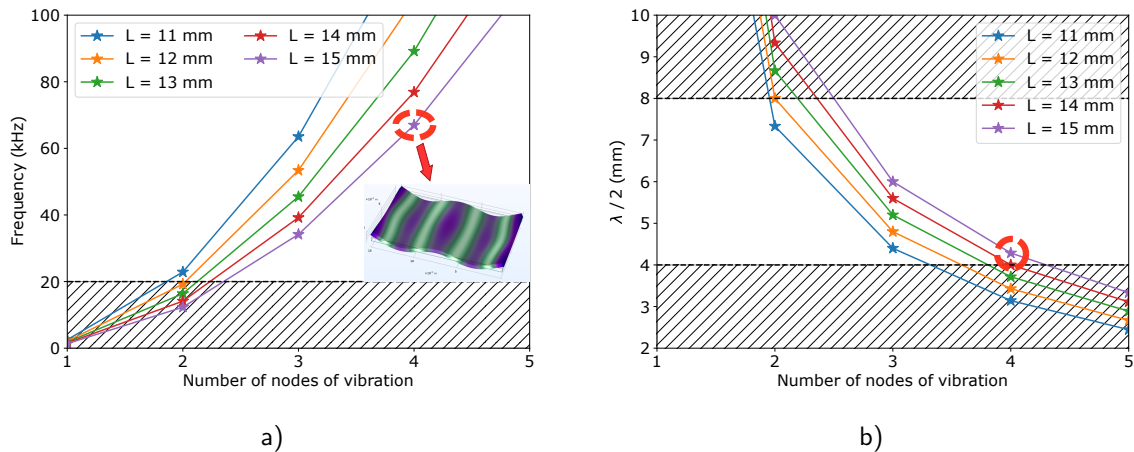 100
80
60
40
20
0
Frequency (kHz)
L = 11 mm
L = 12 mm
L = 13 mm
L = 14 mm
L = 15 mm
1 2 3 4 5
Number of nodes of vibration
a)
10
9
8
7
6
5
4
3
2
λ / 2 (mm)
L = 11 mm
L = 12 mm
L = 13 mm
L = 14 mm
L = 15 mm
1 2 3 4 5
Number of nodes of vibration
b)